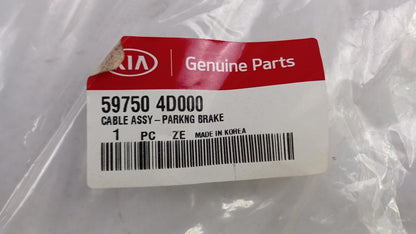 KIA Genuine Parts
59750 4D000
CABLE ASSY-PARKNG BRAKE
1 PC ZE MADE IN KOREA